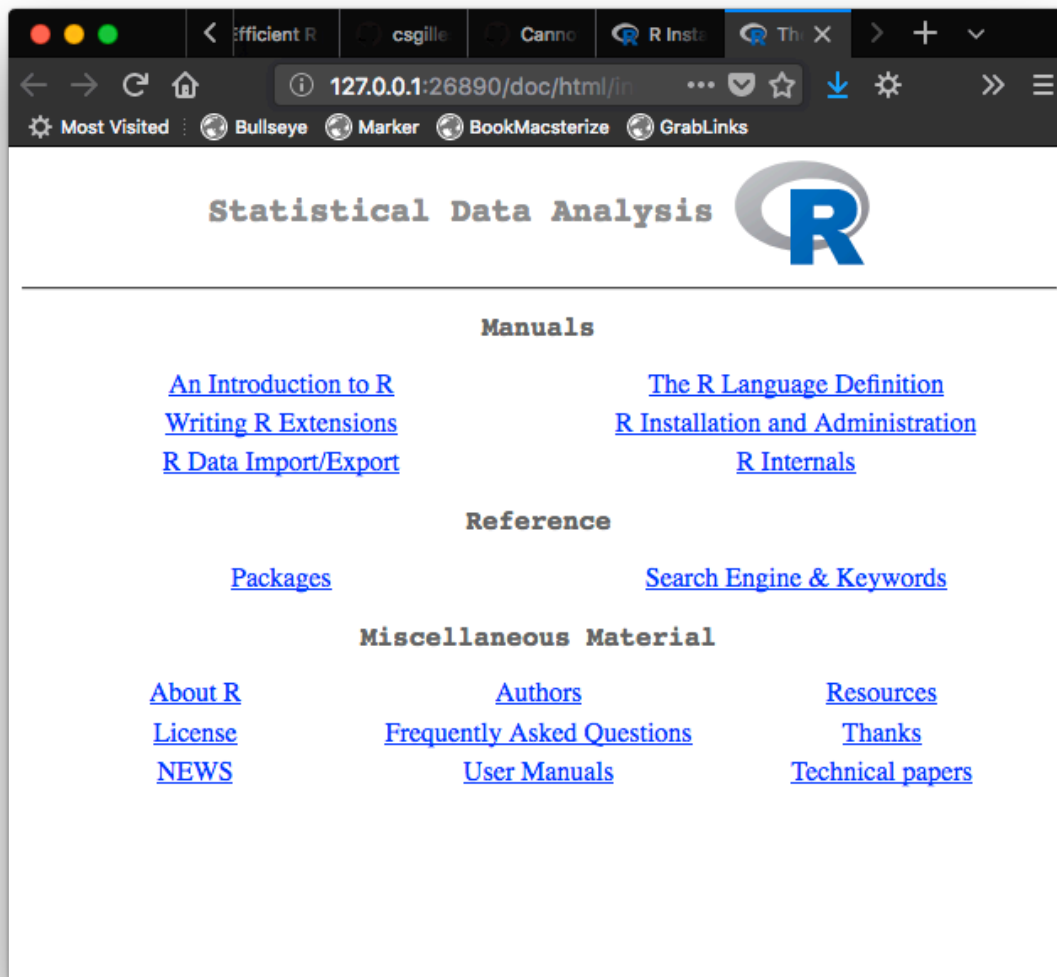 Efficient R csgille Canno R Insta Th
127.0.0.1:26890/doc/html/in
Most Visited Bullseye Marker BookMacsterize GrabLinks
Statistical Data Analysis R
Manuals
An Introduction to R The R Language Definition
Writing R Extensions R Installation and Administration
R Data Import/Export R Internals
Reference
Packages Search Engine & Keywords
Miscellaneous Material
About R Authors Resources
License Frequently Asked Questions Thanks
NEWS User Manuals Technical papers